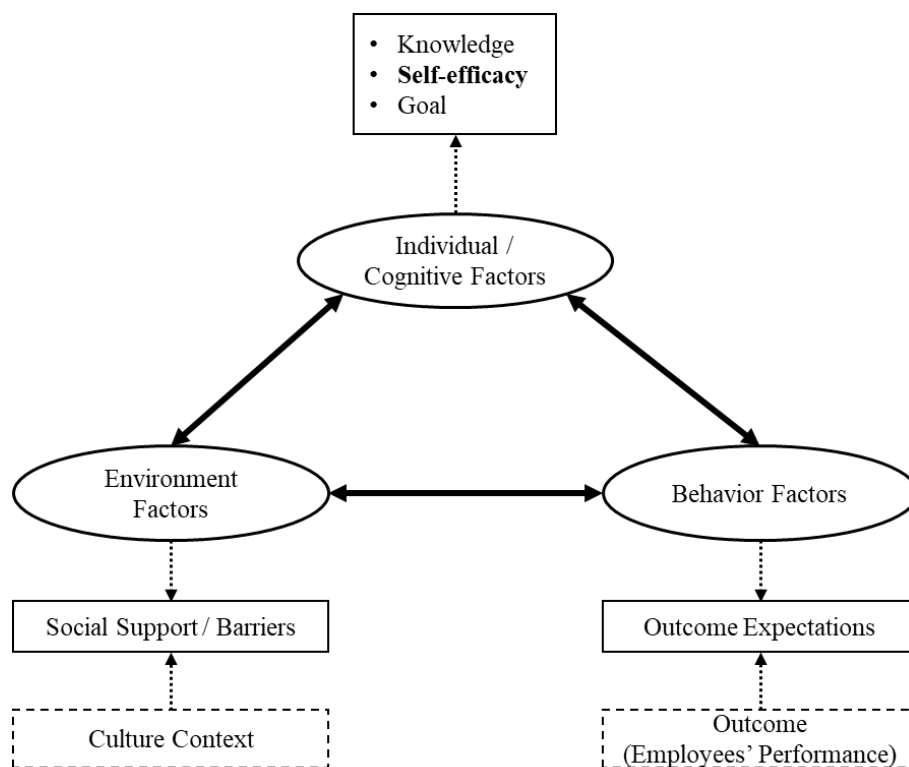 • Knowledge
• Self-efficacy
• Goal
Individual /
Cognitive Factors
Environment
Factors
Behavior Factors
Social Support / Barriers
Outcome Expectations
Culture Context
Outcome
(Employees’ Performance)